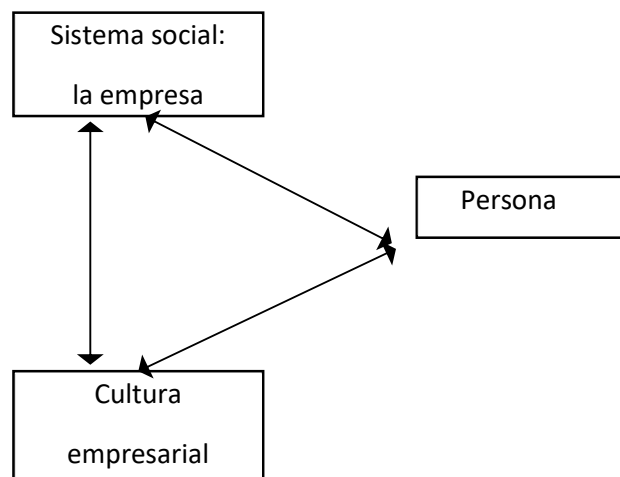 Sistema social:
la empresa
Persona
Cultura
empresarial